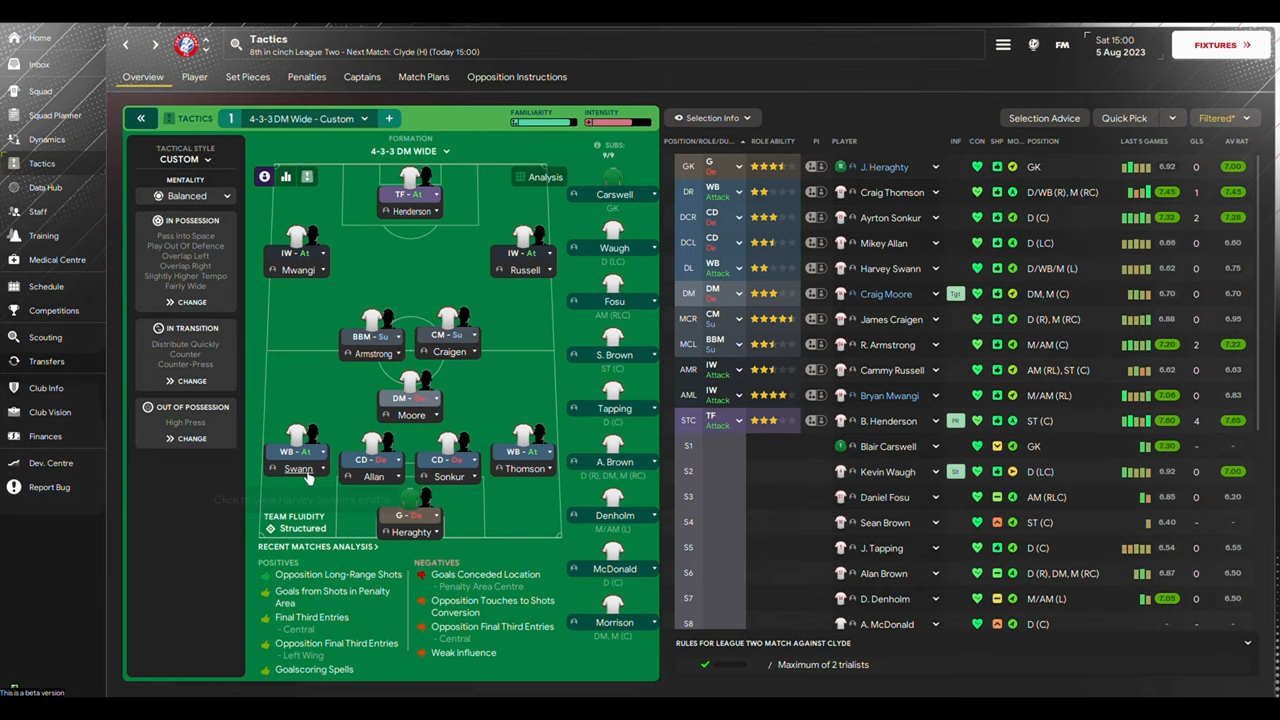 Home
Inbox
Squad
Squad Planner
Dynamics
Tactics
Data Hub
Staff
Training
Medical Centre
Schedule
Competitions
Scouting
Transfers
Club Info
Club Vision
Finances
Dev. Centre
Report Bug
This is a beta version
Tactics
8th in cinch League Two - Next Match: Clyde (H) (Today 15:00)
FM
Sat 15:00
5 Aug 2023
FIXTURES
Overview Player Set Pieces Penalties Captains Match Plans Opposition Instructions
TACTICS 1 4-3-3 DM Wide - Custom
FAMILIARITY INTENSITY
TACTICAL STYLE
CUSTOM
MENTALITY
Balanced
IN POSSESSION
Pass Into Space
Play Out Of Defence
Overlap Left
Overlap Right
Slightly Higher Tempo
Fairly Wide
CHANGE
IN TRANSITION
Distribute Quickly
Counter
Counter-Press
CHANGE
OUT OF POSSESSION
High Press
CHANGE
FORMATION
4-3-3 DM WIDE
Analysis
TF - At
Henderson
IW - At
Mwangi
IW - At
Russell
BBM - Su
Armstrong
CM - Su
Craigen
DM - De
Moore
WB - At
Swann
CD - De
Allan
CD - De
Sonkur
WB - At
Thomson
Click to view Harvey Swann's profile
G - De
Heraghty
TEAM FLUIDITY
Structured
RECENT MATCHES ANALYSIS
POSITIVES
Opposition Long-Range Shots
Goals from Shots in Penalty
Area
Final Third Entries
- Central
Opposition Final Third Entries
- Left Wing
Goalscoring Spells
NEGATIVES
Goals Conceded Location
- Penalty Area Centre
Opposition Touches to Shots
Conversion
Opposition Final Third Entries
- Central
Weak Influence
SUBS:
9/9
Carswell
GK
Waugh
D (LC)
Fosu
AM (RLC)
S. Brown
ST (C)
Tapping
D (C)
A. Brown
D (R), DM, M (RC)
Denholm
M/AM (L)
McDonald
D (C)
Morrison
DM, M (C)
Selection Info Selection Advice Quick Pick Filtered*
POSITION/ROLE/DU... ROLE ABILITY PI PLAYER INF CON SHP MO... POSITION LAST 5 GAMES GLS AV RAT
GK G De J. Heraghty GK 6.92 0 7.00
DR WB Attack Craig Thomson D/WB (R), M (RC) 7.45 1 7.45
DCR CD De Ayrton Sonkur D (C) 7.32 2 7.28
DCL CD De Mikey Allan D (LC) 6.66 0 6.60
DL WB Attack Harvey Swann D/WB/M (L) 6.62 0 6.75
DM DM De Craig Moore Tgt DM, M (C) 6.70 0 6.70
MCR CM Su James Craigen D (R), M (RC) 6.88 0 6.95
MCL BBM Su R. Armstrong M/AM (C) 7.20 2 7.22
AMR IW Attack Cammy Russell AM (RL), ST (C) 6.62 0 6.63
AML IW Attack Bryan Mwangi M/AM (RL) 7.06 0 6.83
STC TF Attack B. Henderson PR ST (C) 7.60 4 7.65
S1 Blair Carswell GK 7.30 - -
S2 Kevin Waugh St D (LC) 6.92 0 7.00
S3 Daniel Fosu AM (RLC) 6.85 0 6.20
S4 Sean Brown ST (C) 6.40 - -
S5 J. Tapping D (C) 6.54 0 6.55
S6 Alan Brown D (R), DM, M (RC) 6.87 0 6.50
S7 D. Denholm M/AM (L) 7.05 0 6.50
S8 A. McDonald D (C) - -
RULES FOR LEAGUE TWO MATCH AGAINST CLYDE
/ Maximum of 2 trialists